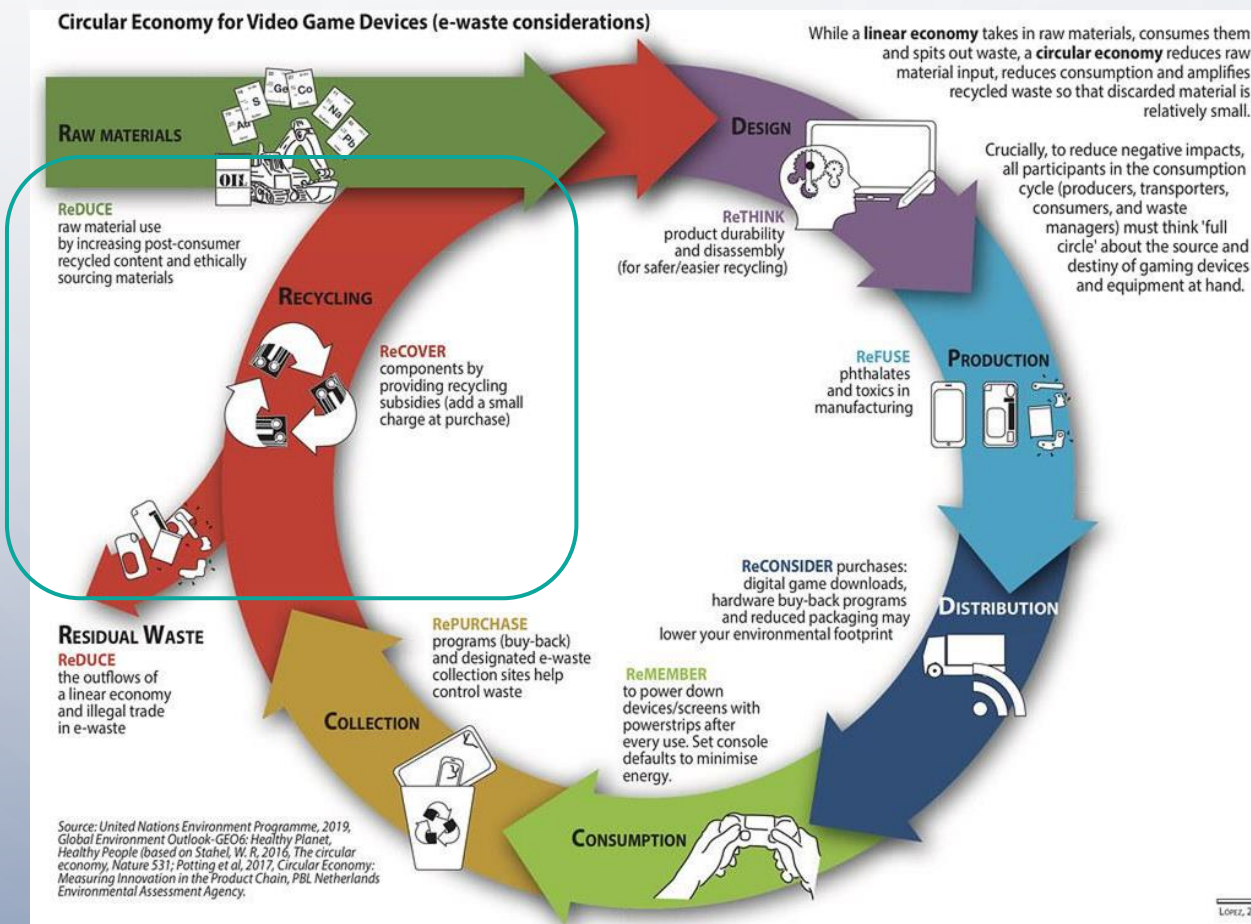 Circular Economy for Video Game Devices (e-waste considerations)
While a linear economy takes in raw materials, consumes them
and spits out waste, a circular economy reduces raw
material input, reduces consumption and amplifies
recycled waste so that discarded material is
relatively small.
Crucially, to reduce negative impacts,
all participants in the consumption
cycle (producers, transporters,
consumers, and waste
managers) must think 'full
circle' about the source and
destiny of gaming devices
and equipment at hand.
RAW MATERIALS
S
Ge
Co
Na
Pb
OIL
ReDUCE
raw material use
by increasing post-consumer
recycled content and ethically
sourcing materials
DESIGN
ReTHINK
product durability
and disassembly
(for safer/easier recycling)
RECYCLING
ReCOVER
components by
providing recycling
subsidies (add a small
charge at purchase)
ReFUSE
phthalates
and toxics in
manufacturing
PRODUCTION
ReCONSIDER purchases:
digital game downloads,
hardware buy-back programs
and reduced packaging may
lower your environmental footprint
DISTRIBUTION
RESIDUAL WASTE
ReDUCE
the outflows of
a linear economy
and illegal trade
in e-waste
RePURCHASE
programs (buy-back)
and designated e-waste
collection sites help
control waste
ReMEMBER
to power down
devices/screens with
powerstrips after
every use. Set console
defaults to minimise
energy.
COLLECTION
CONSUMPTION
Source: United Nations Environment Programme, 2019,
Global Environment Outlook-GEO6: Healthy Planet,
Healthy People (based on Stahel, W. R, 2016, The circular
economy, Nature 531; Potting et al, 2017, Circular Economy:
Measuring Innovation in the Product Chain, PBL Netherlands
Environmental Assessment Agency.
LÓPEZ, 2